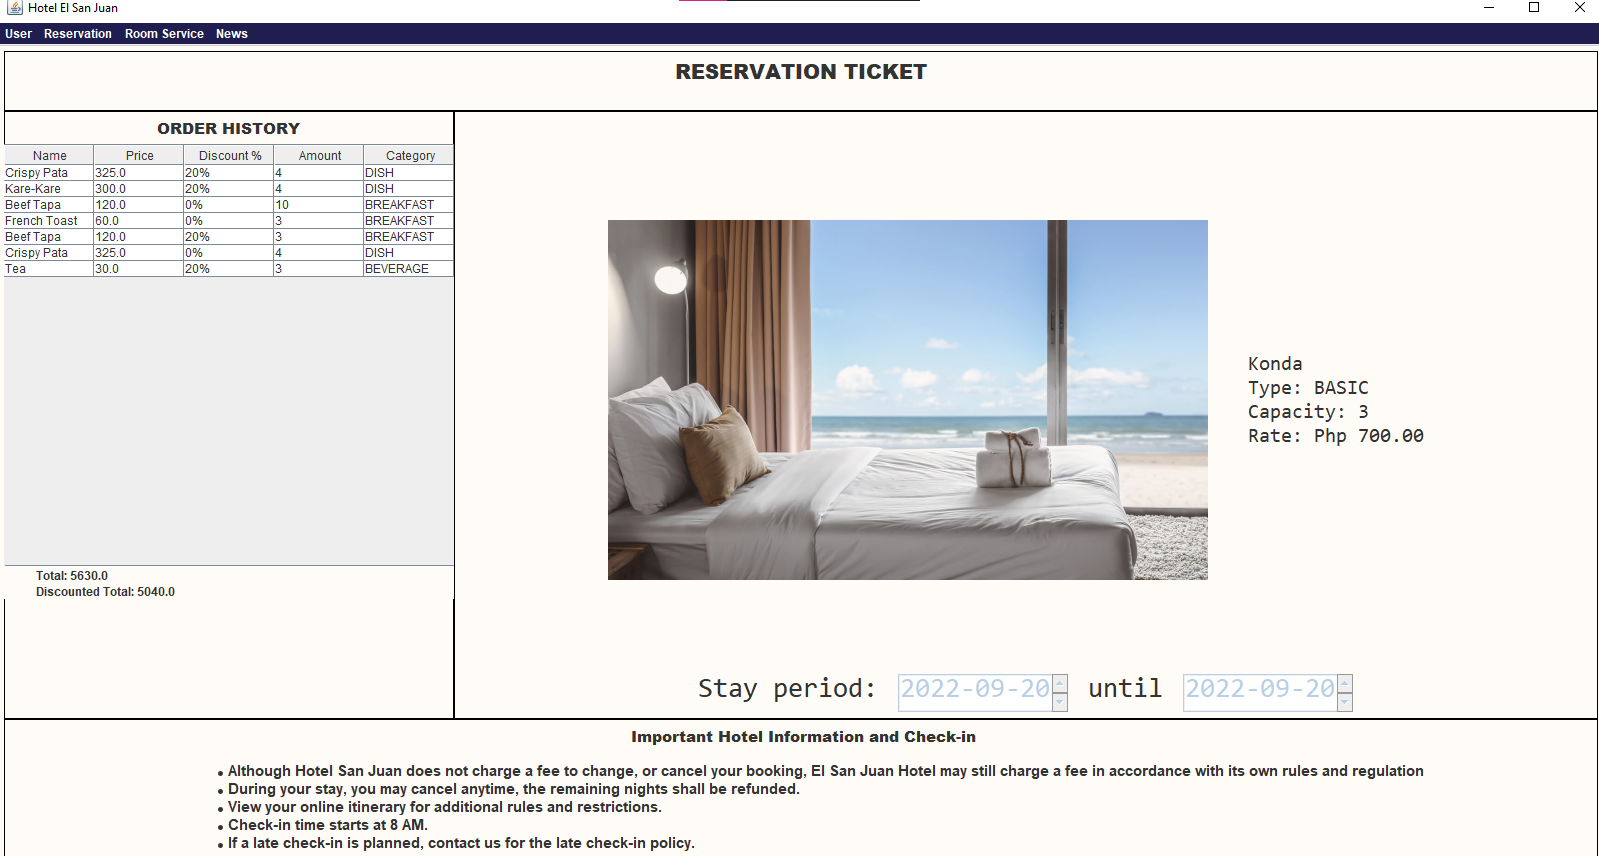 Hotel El San Juan
User Reservation Room Service News
RESERVATION TICKET
ORDER HISTORY
Name Price Discount % Amount Category
Crispy Pata 325.0 20% 4 DISH
Kare-Kare 300.0 20% 4 DISH
Beef Tapa 120.0 0% 10 BREAKFAST
French Toast 60.0 0% 3 BREAKFAST
Beef Tapa 120.0 20% 3 BREAKFAST
Crispy Pata 325.0 0% 4 DISH
Tea 30.0 20% 3 BEVERAGE
Total: 5630.0
Discounted Total: 5040.0
Konda
Type: BASIC
Capacity: 3
Rate: Php 700.00
Stay period: 2022-09-20 until 2022-09-20
Important Hotel Information and Check-in
• Although Hotel San Juan does not charge a fee to change, or cancel your booking, El San Juan Hotel may still charge a fee in accordance with its own rules and regulation
• During your stay, you may cancel anytime, the remaining nights shall be refunded.
• View your online itinerary for additional rules and restrictions.
• Check-in time starts at 8 AM.
• If a late check-in is planned, contact us for the late check-in policy.